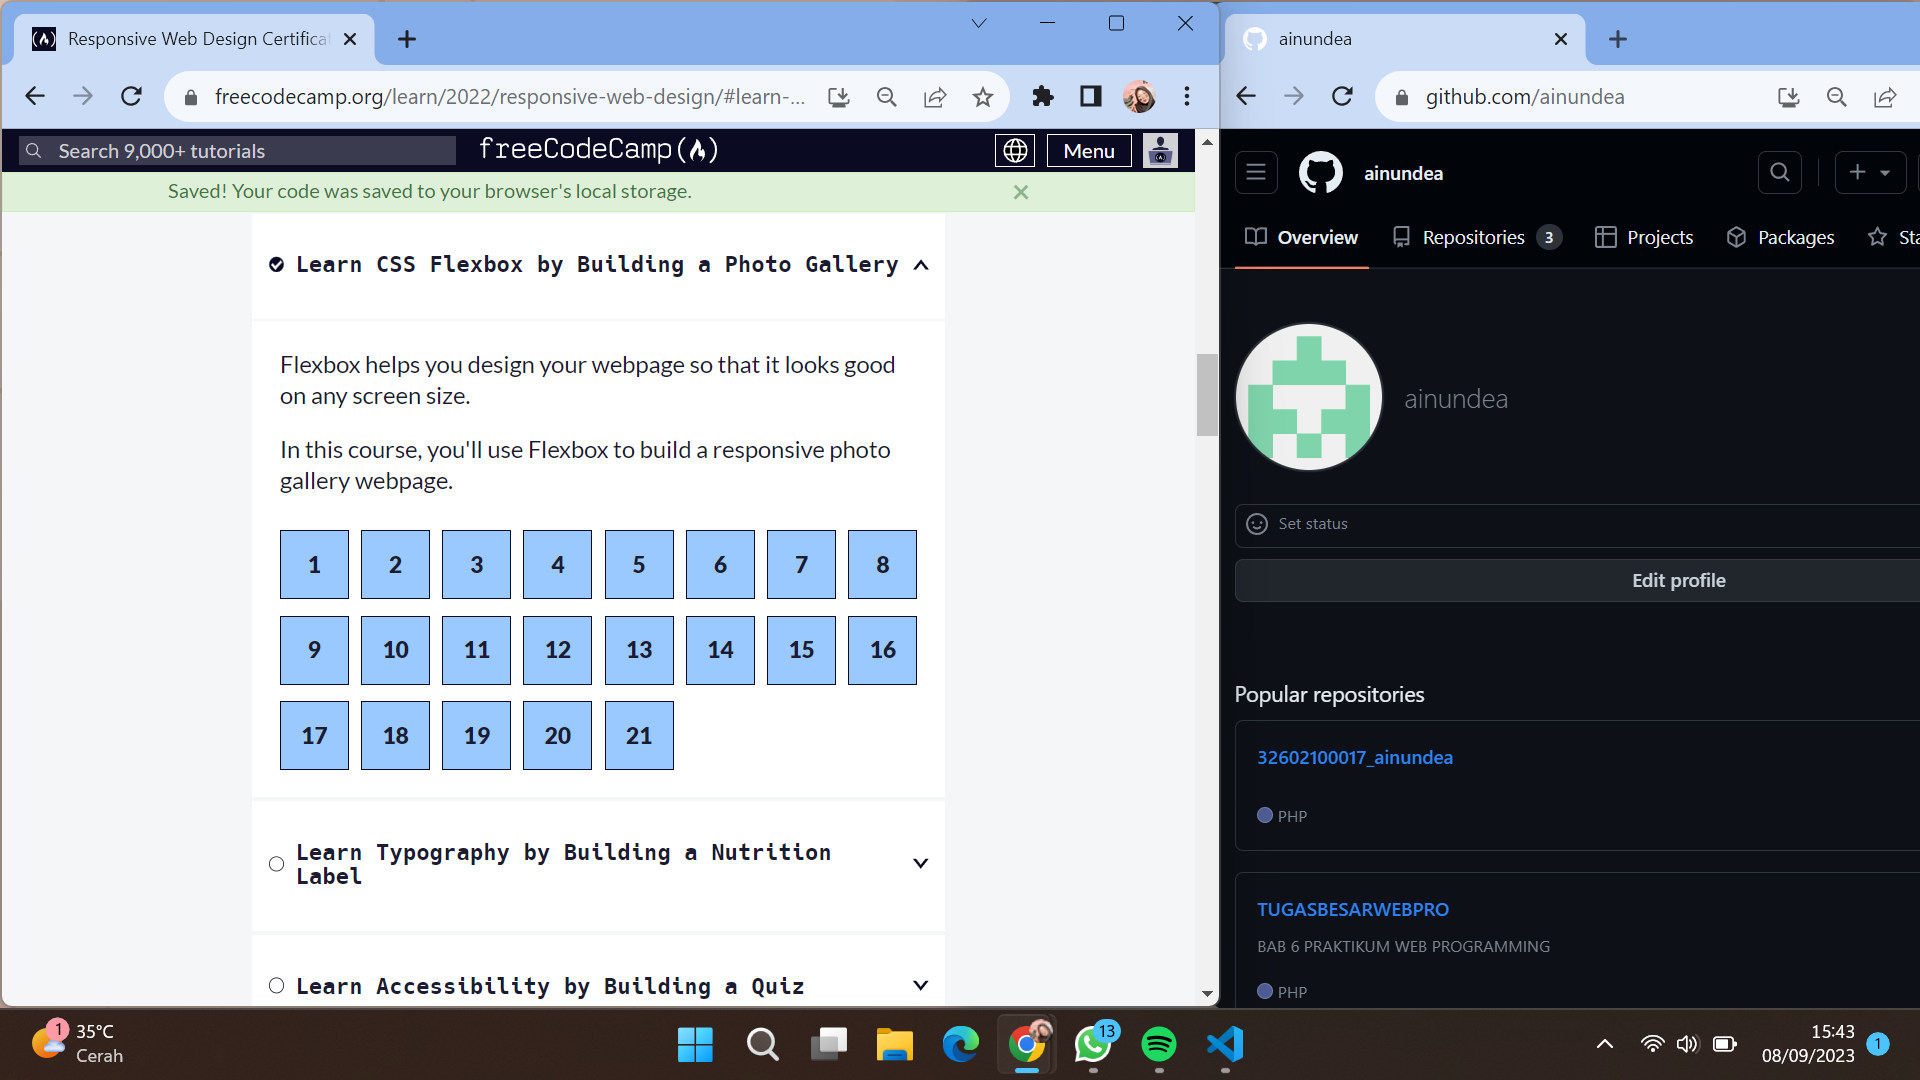 Responsive Web Design Certifica
freecodecamp.org/learn/2022/responsive-web-design/#learn-...
Search 9,000+ tutorials
freeCodeCamp
Menu
Saved! Your code was saved to your browser's local storage.
Learn CSS Flexbox by Building a Photo Gallery
Flexbox helps you design your webpage so that it looks good
on any screen size.
In this course, you'll use Flexbox to build a responsive photo
gallery webpage.
1 2 3 4 5 6 7 8
9 10 11 12 13 14 15 16
17 18 19 20 21
Learn Typography by Building a Nutrition
Label
Learn Accessibility by Building a Quiz
ainundea
github.com/ainundea
ainundea
Overview Repositories 3 Projects Packages Sta
ainundea
Set status
Edit profile
Popular repositories
32602100017_ainundea
PHP
TUGASBESARWEBPRO
BAB 6 PRAKTIKUM WEB PROGRAMMING
PHP
1
35°C
Cerah
13
15:43
08/09/2023
1